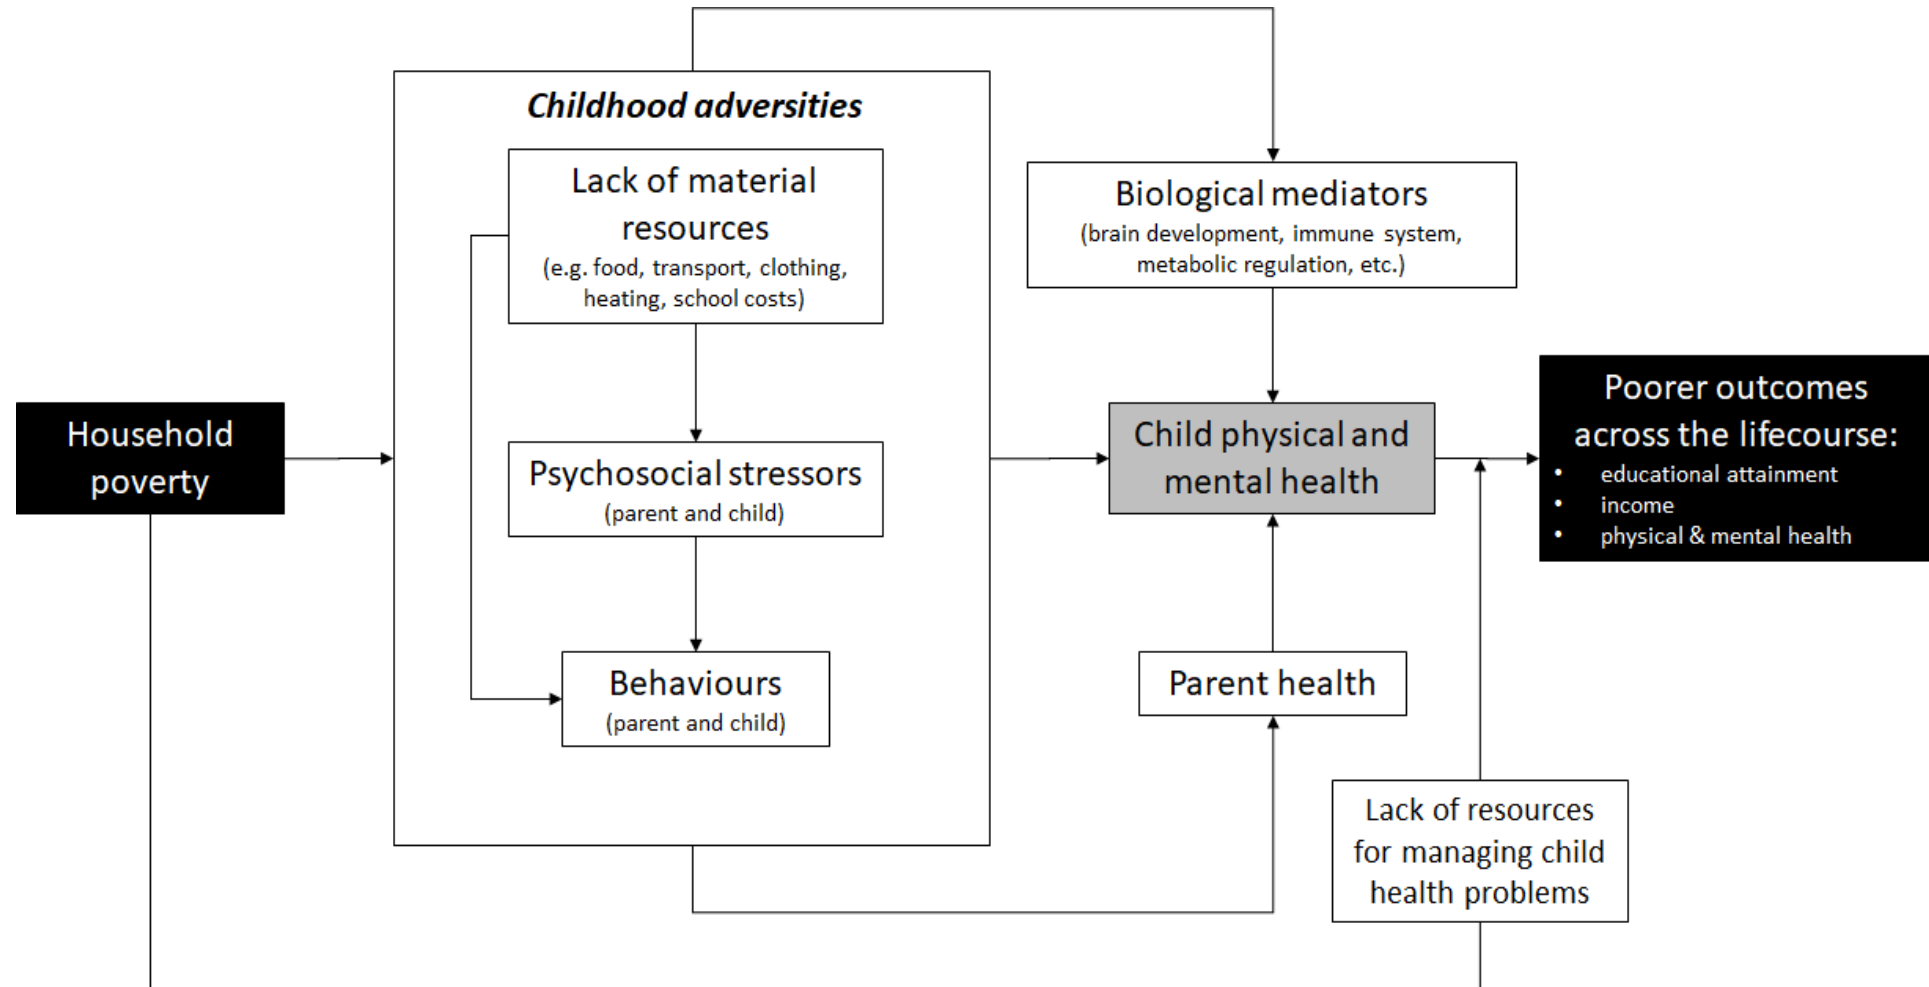 Childhood adversities
Lack of material
resources
(e.g. food, transport, clothing,
heating, school costs)
Biological mediators
(brain development, immune system,
metabolic regulation, etc.)
Household
poverty
Psychosocial stressors
(parent and child)
Child physical and
mental health
Poorer outcomes
across the lifecourse:
• educational attainment
• income
• physical & mental health
Behaviours
(parent and child)
Parent health
Lack of resources
for managing child
health problems